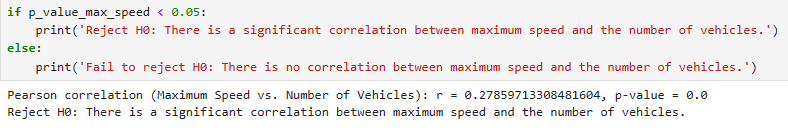 if p_value_max_speed < 0.05:
    print('Reject H0: There is a significant correlation between maximum speed and the number of vehicles.')
else:
    print('Fail to reject H0: There is no correlation between maximum speed and the number of vehicles.')
Pearson correlation (Maximum Speed vs. Number of Vehicles): r = 0.27859713308481604, p-value = 0.0
Reject H0: There is a significant correlation between maximum speed and the number of vehicles.